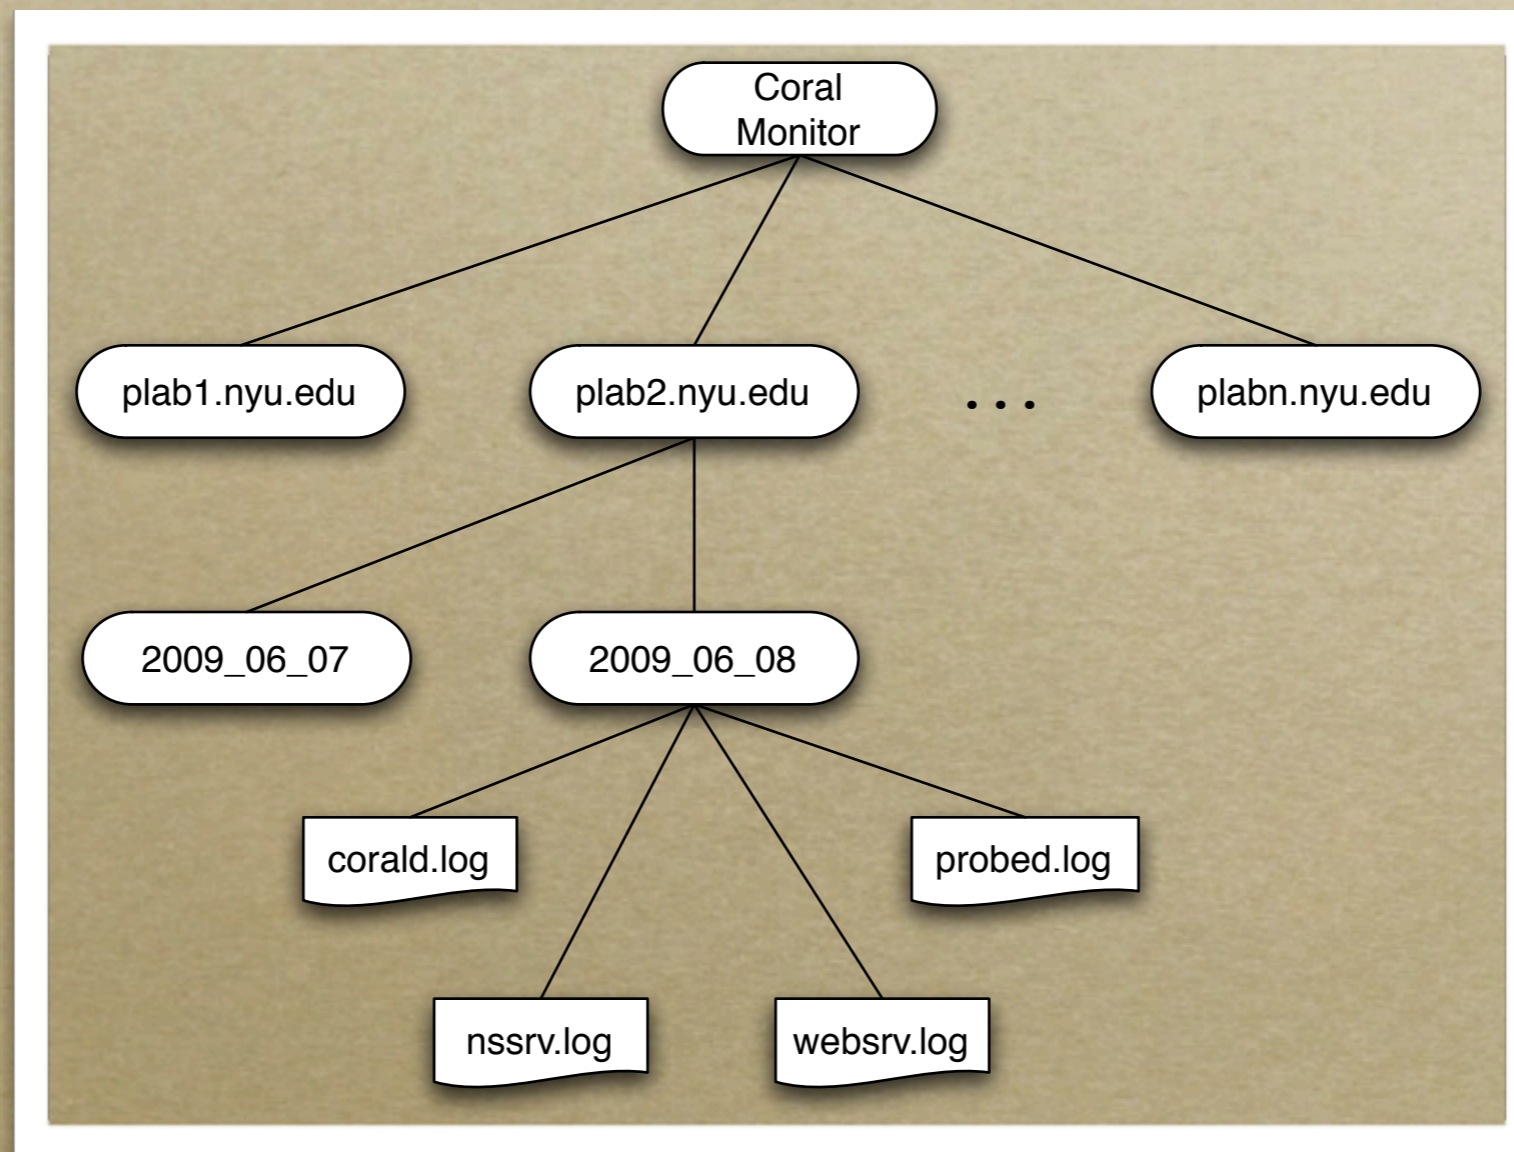 Coral
Monitor
plab1.nyu.edu
plab2.nyu.edu
...
plabn.nyu.edu
2009_06_07
2009_06_08
corald.log
probed.log
nssrv.log
websrv.log